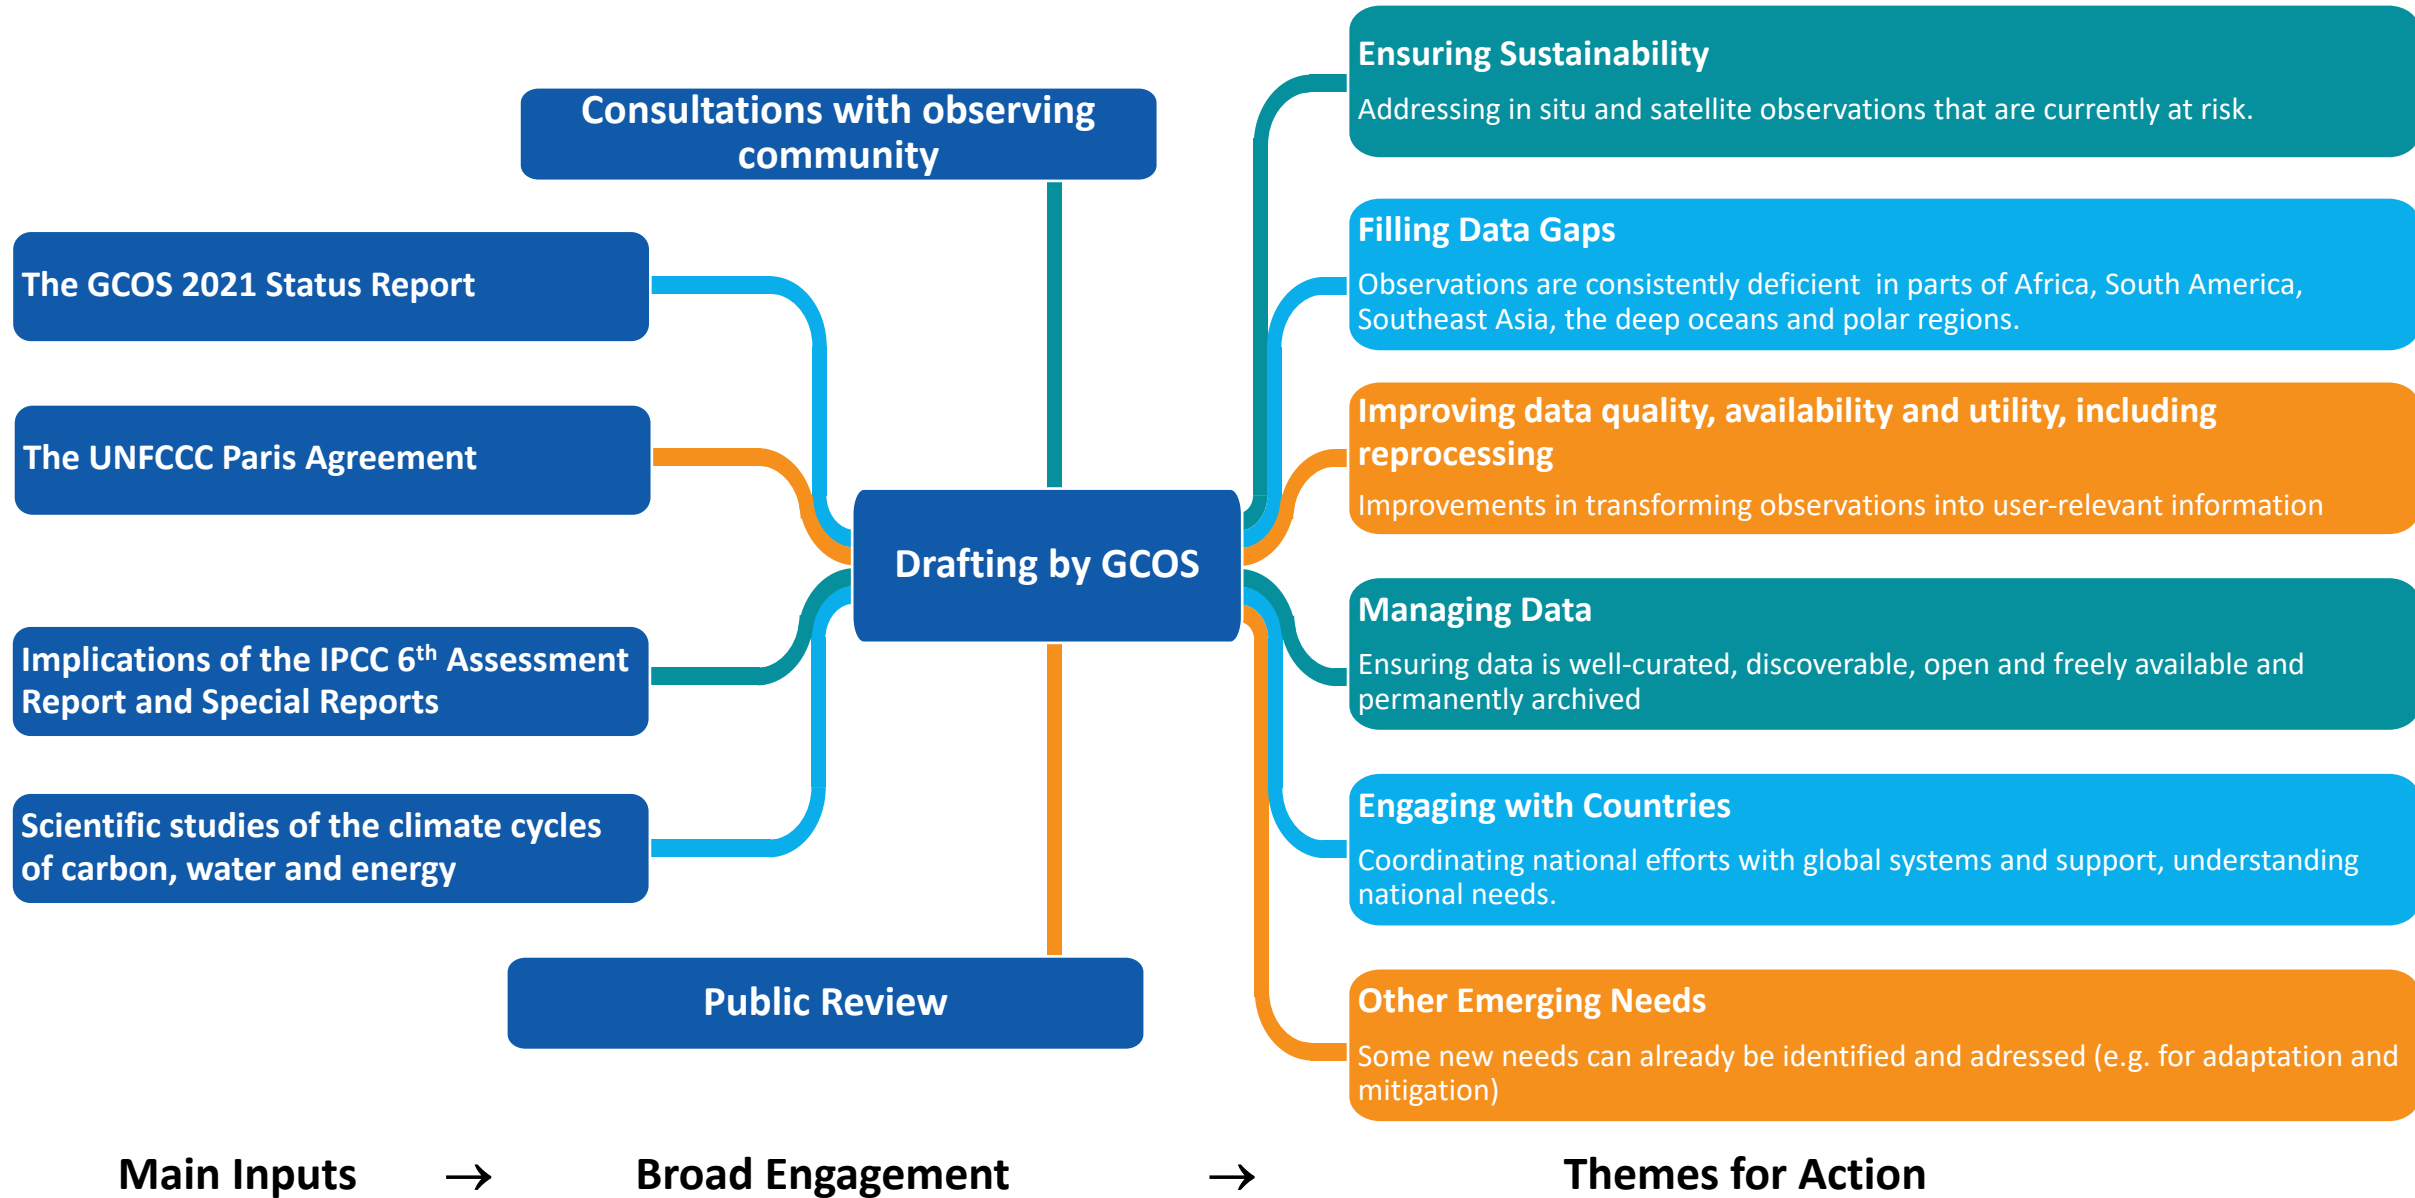 Consultations with observing
community
The GCOS 2021 Status Report
The UNFCCC Paris Agreement
Implications of the IPCC 6th Assessment
Report and Special Reports
Scientific studies of the climate cycles
of carbon, water and energy
Drafting by GCOS
Public Review
Ensuring Sustainability
Addressing in situ and satellite observations that are currently at risk.
Filling Data Gaps
Observations are consistently deficient in parts of Africa, South America,
Southeast Asia, the deep oceans and polar regions.
Improving data quality, availability and utility, including
reprocessing
Improvements in transforming observations into user-relevant information
Managing Data
Ensuring data is well-curated, discoverable, open and freely available and
permanently archived
Engaging with Countries
Coordinating national efforts with global systems and support, understanding
national needs.
Other Emerging Needs
Some new needs can already be identified and adressed (e.g. for adaptation and
mitigation)
Main Inputs → Broad Engagement → Themes for Action